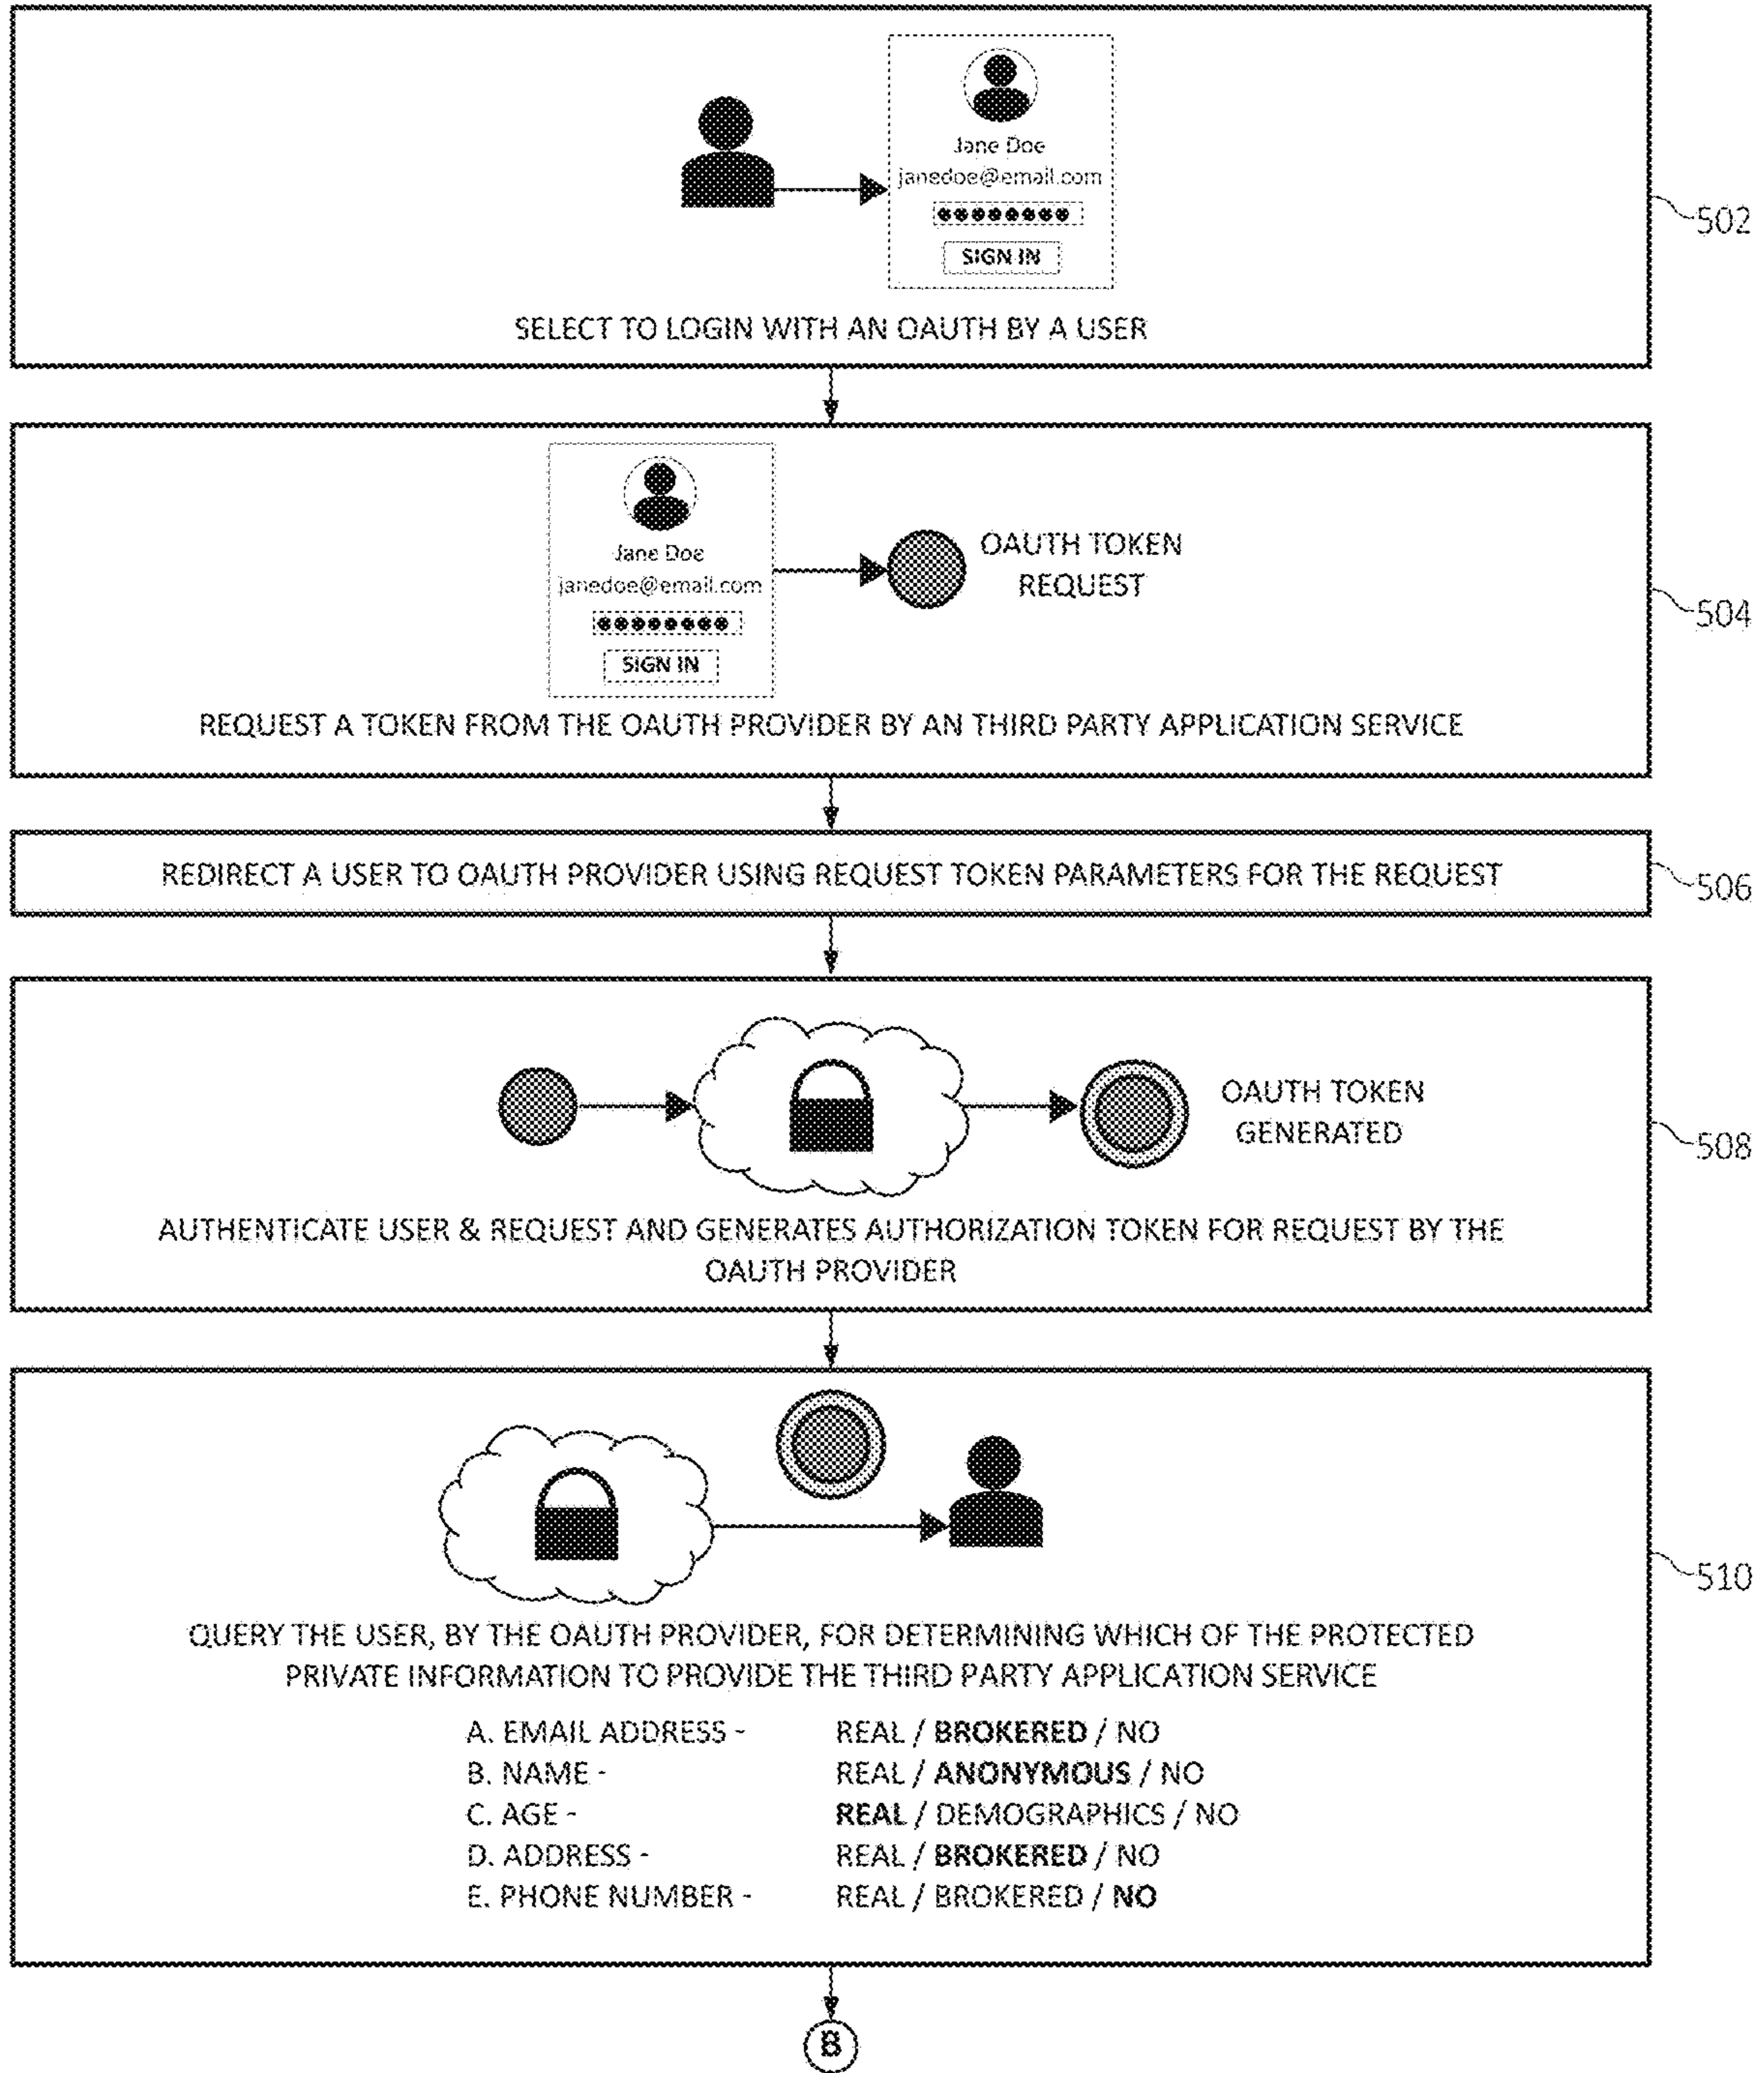 Jane Doe
janedoe@email.com
SIGN IN
SELECT TO LOGIN WITH AN OAUTH BY A USER
502
Jane Doe
janedoe@email.com
SIGN IN
OAUTH TOKEN
REQUEST
REQUEST A TOKEN FROM THE OAUTH PROVIDER BY AN THIRD PARTY APPLICATION SERVICE
504
REDIRECT A USER TO OAUTH PROVIDER USING REQUEST TOKEN PARAMETERS FOR THE REQUEST
506
OAUTH TOKEN
GENERATED
AUTHENTICATE USER & REQUEST AND GENERATES AUTHORIZATION TOKEN FOR REQUEST BY THE
OAUTH PROVIDER
508
QUERY THE USER, BY THE OAUTH PROVIDER, FOR DETERMINING WHICH OF THE PROTECTED
PRIVATE INFORMATION TO PROVIDE THE THIRD PARTY APPLICATION SERVICE
A. EMAIL ADDRESS - REAL / BROKERED / NO
B. NAME - REAL / ANONYMOUS / NO
C. AGE - REAL / DEMOGRAPHICS / NO
D. ADDRESS - REAL / BROKERED / NO
E. PHONE NUMBER - REAL / BROKERED / NO
510
B